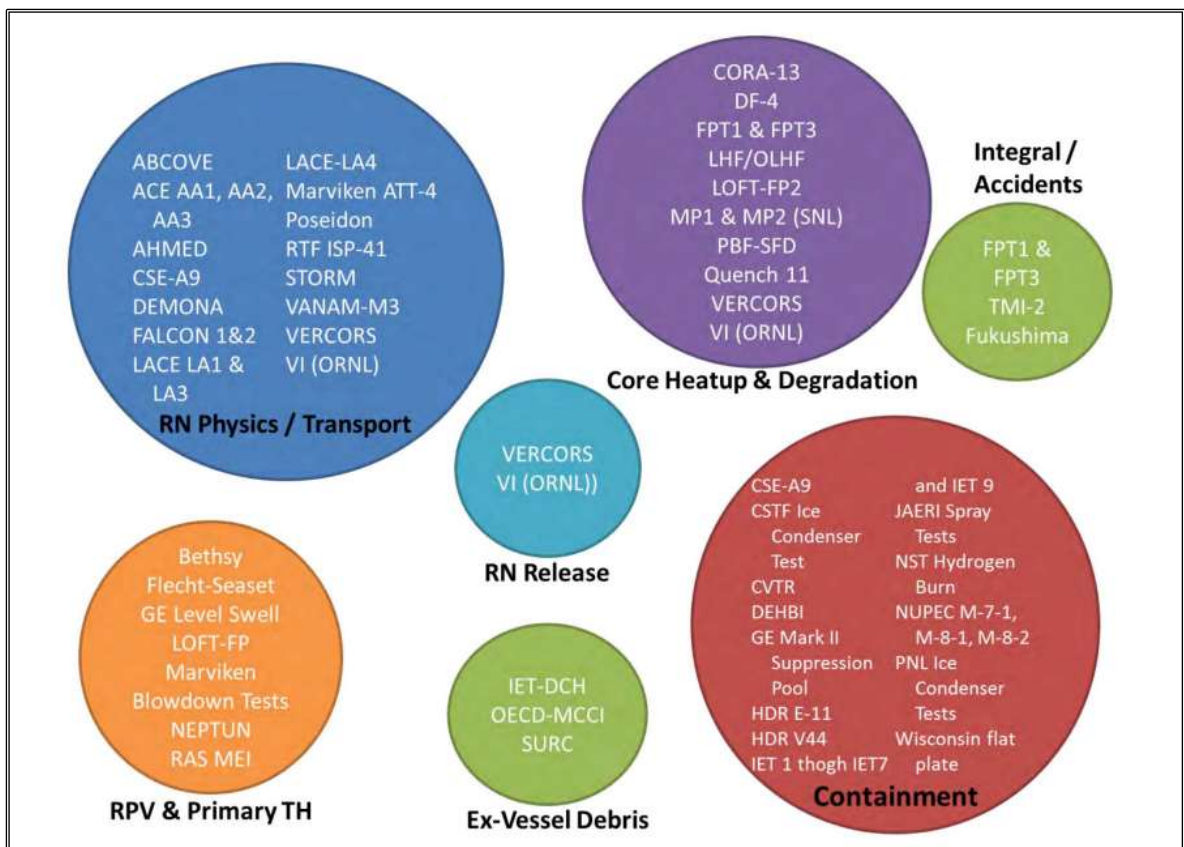 ABCOVE
ACE AA1, AA2,
AA3
AHMED
CSE-A9
DEMONA
FALCON 1&2
LACE LA1 &
LA3
LACE-LA4
Marviken ATT-4
Poseidon
RTF ISP-41
STORM
VANAM-M3
VERCORS
VI (ORNL)
RN Physics / Transport
CORA-13
DF-4
FPT1 & FPT3
LHF/OLHF
LOFT-FP2
MP1 & MP2 (SNL)
PBF-SFD
Quench 11
VERCORS
VI (ORNL)
Core Heatup & Degradation
Integral /
Accidents
FPT1 &
FPT3
TMI-2
Fukushima
VERCORS
VI (ORNL))
RN Release
Bethsy
Flecht-Seaset
GE Level Swell
LOFT-FP
Marviken
Blowdown Tests
NEPTUN
RAS MEI
RPV & Primary TH
IET-DCH
OECD-MCCI
SURC
Ex-Vessel Debris
CSE-A9
CSTF Ice
Condenser
Test
CVTR
DEHBI
GE Mark II
Suppression
Pool
HDR E-11
HDR V44
IET 1 thogh IET7
and IET 9
JAERI Spray
Tests
NST Hydrogen
Burn
NUPEC M-7-1,
M-8-1, M-8-2
PNL Ice
Condenser
Tests
Wisconsin flat
plate
Containment